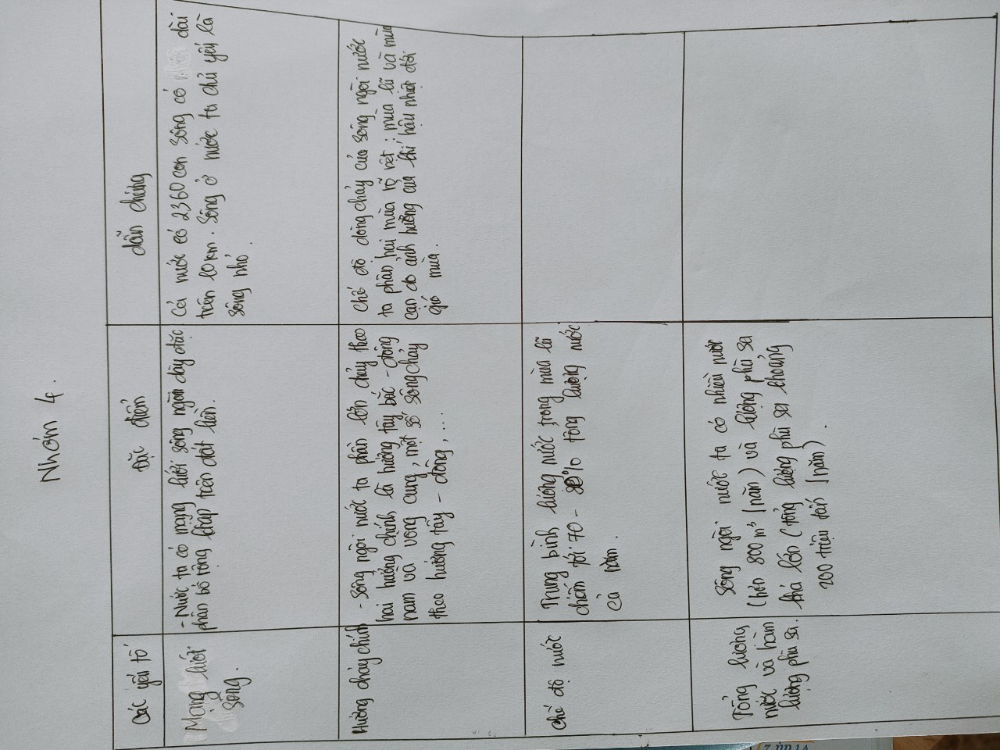 Nhóm 4.
Các yếu tố
Đặc điểm
dẫn chứng
Mạng lưới
sông.
- Nước ta có mạng lưới sông ngòi dày đặc
phân bố rộng khắp trên đất liền.
Cả nước có 2360 con sông có dài
trên 10km. Sông ở nước ta chủ yếu là
sông nhỏ.
Hướng chảy chính
- Sông ngòi nước ta phần lớn chảy theo
hai hướng chính là hướng tây bắc - đông
nam và vòng cung, một số sông chảy
theo hướng tây - đông,...
Chế độ dòng chảy của sông ngòi nước
ta phân hai mùa rõ rệt : mùa lũ và mùa
cạn do ảnh hưởng của khí hậu nhiệt đới
gió mùa.
Chế độ nước
Trung bình lượng nước trong mùa lũ
chiếm tới 70 - 80% tổng lượng nước
cả năm.
Tổng lượng
nước và hàm
lượng phù sa.
Sông ngòi nước ta có nhiều nước
(hơn 800 m³ /năm) và lượng phù sa
khá lớn (tổng lượng phù sa khoảng
200 triệu tấn /năm).